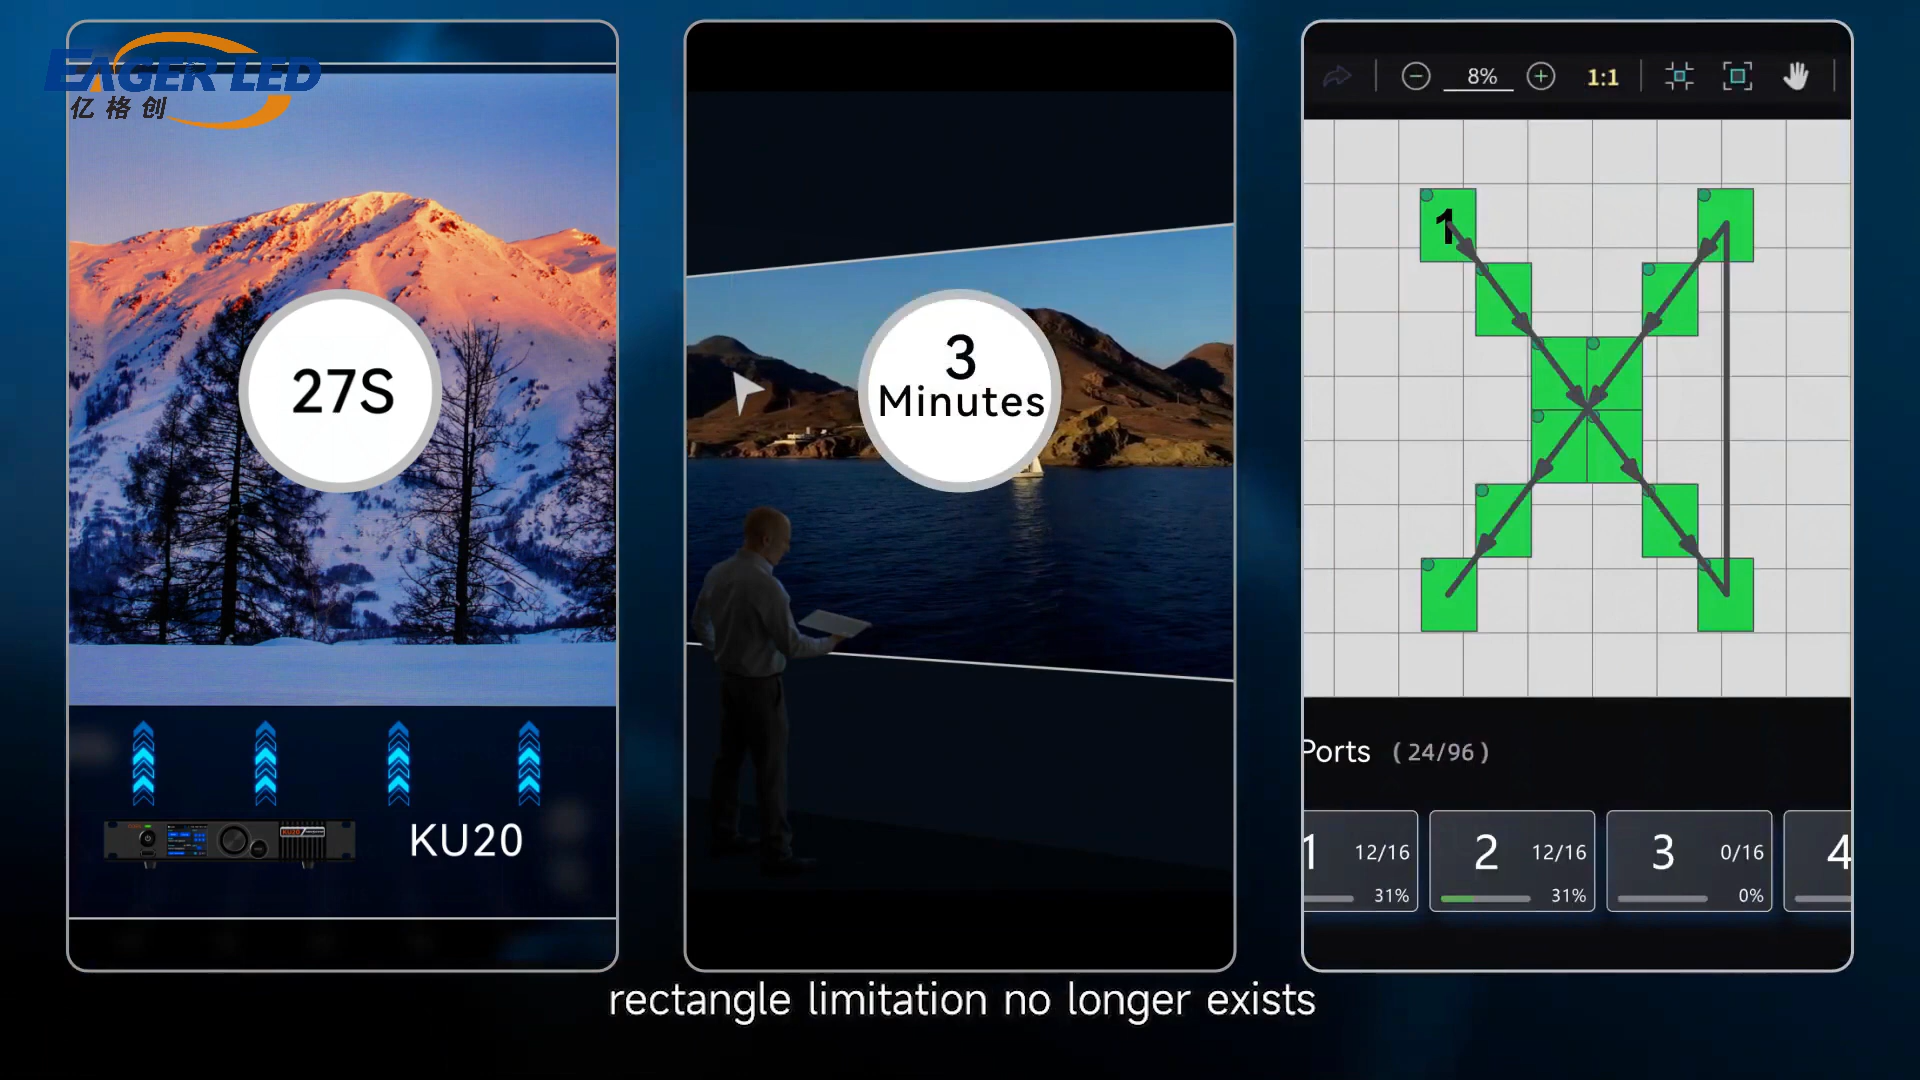 EAGER LED
亿格创
27S
KU20
KU20
3
Minutes
8%
1:1
1
Ports (24/96)
1 12/16
31%
2 12/16
31%
3 0/16
0%
4
rectangle limitation no longer exists